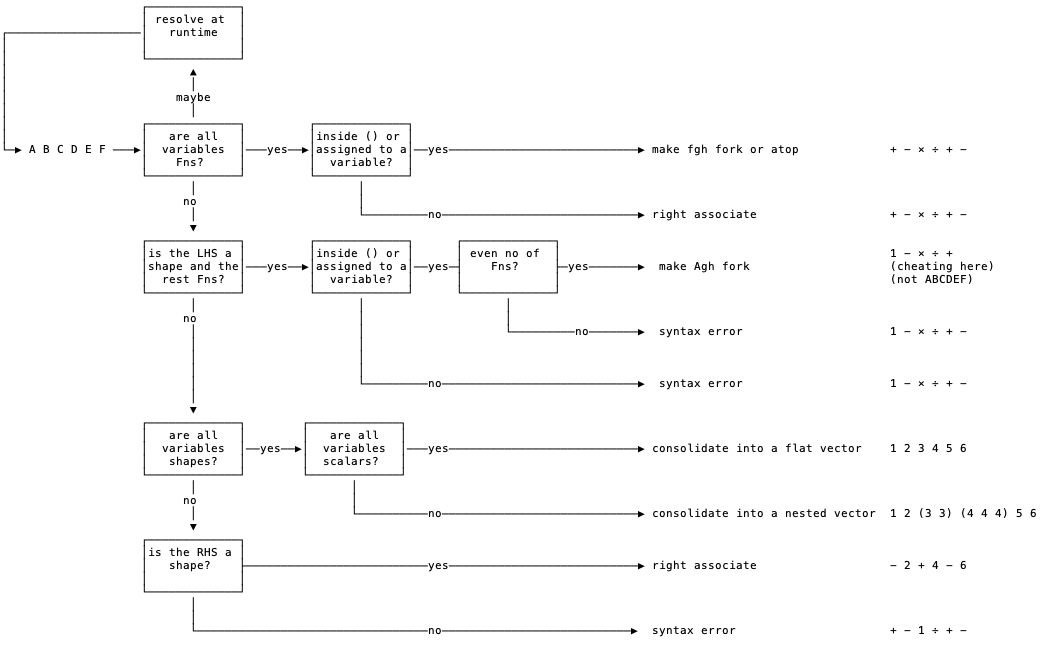 resolve at
runtime
maybe
A B C D E F
are all
variables
Fns?
yes
inside () or
assigned to a
variable?
yes
make fgh fork or atop
+ − × ÷ + −
no
no
right associate
+ − × ÷ + −
is the LHS a
shape and the
rest Fns?
yes
inside () or
assigned to a
variable?
yes
even no of
Fns?
yes
make Agh fork
1 − × ÷ +
(cheating here)
(not ABCDEF)
no
no
syntax error
1 − × ÷ + −
no
syntax error
1 − × ÷ + −
are all
variables
shapes?
yes
are all
variables
scalars?
yes
consolidate into a flat vector
1 2 3 4 5 6
no
no
consolidate into a nested vector
1 2 (3 3) (4 4 4) 5 6
is the RHS a
shape?
yes
right associate
− 2 + 4 − 6
no
syntax error
+ − 1 ÷ + −